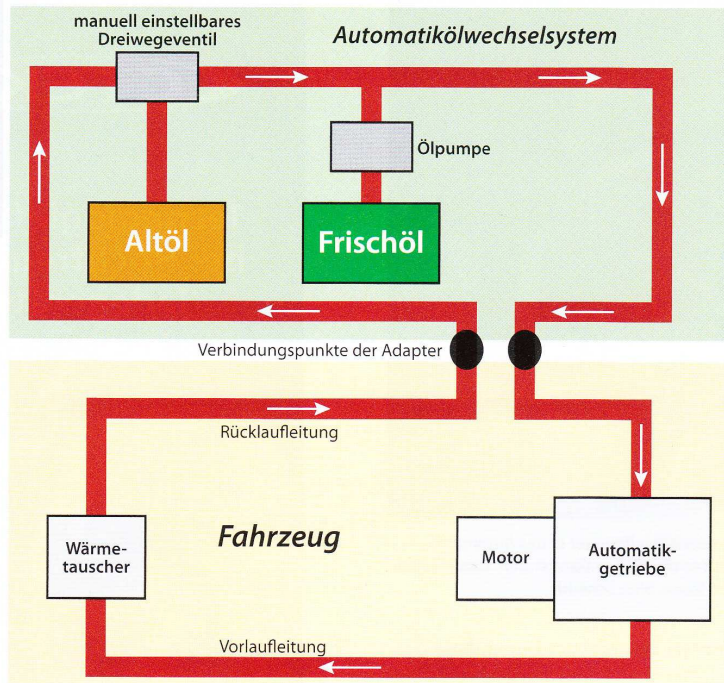 manuell einstellbares
Dreiwegeventil
Automatikölwechselsystem
Ölpumpe
Altöl
Frischöl
Verbindungspunkte der Adapter
Rücklaufleitung
Wärme-
tauscher
Fahrzeug
Motor
Automatik-
getriebe
Vorlaufleitung